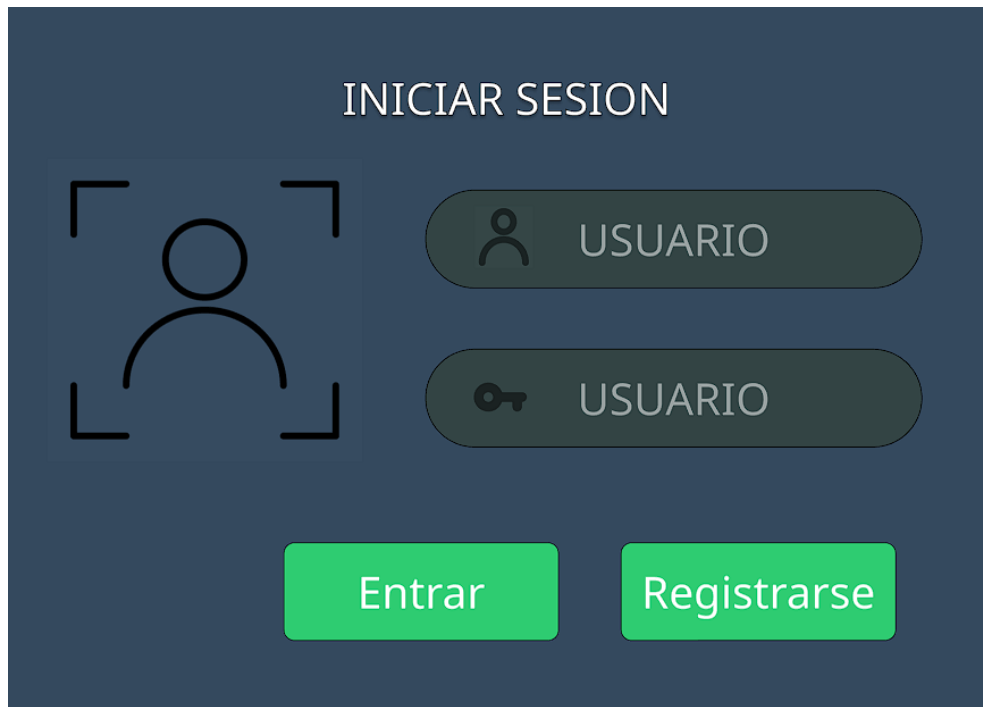 INICIAR SESION
USUARIO
USUARIO
Entrar
Registrarse